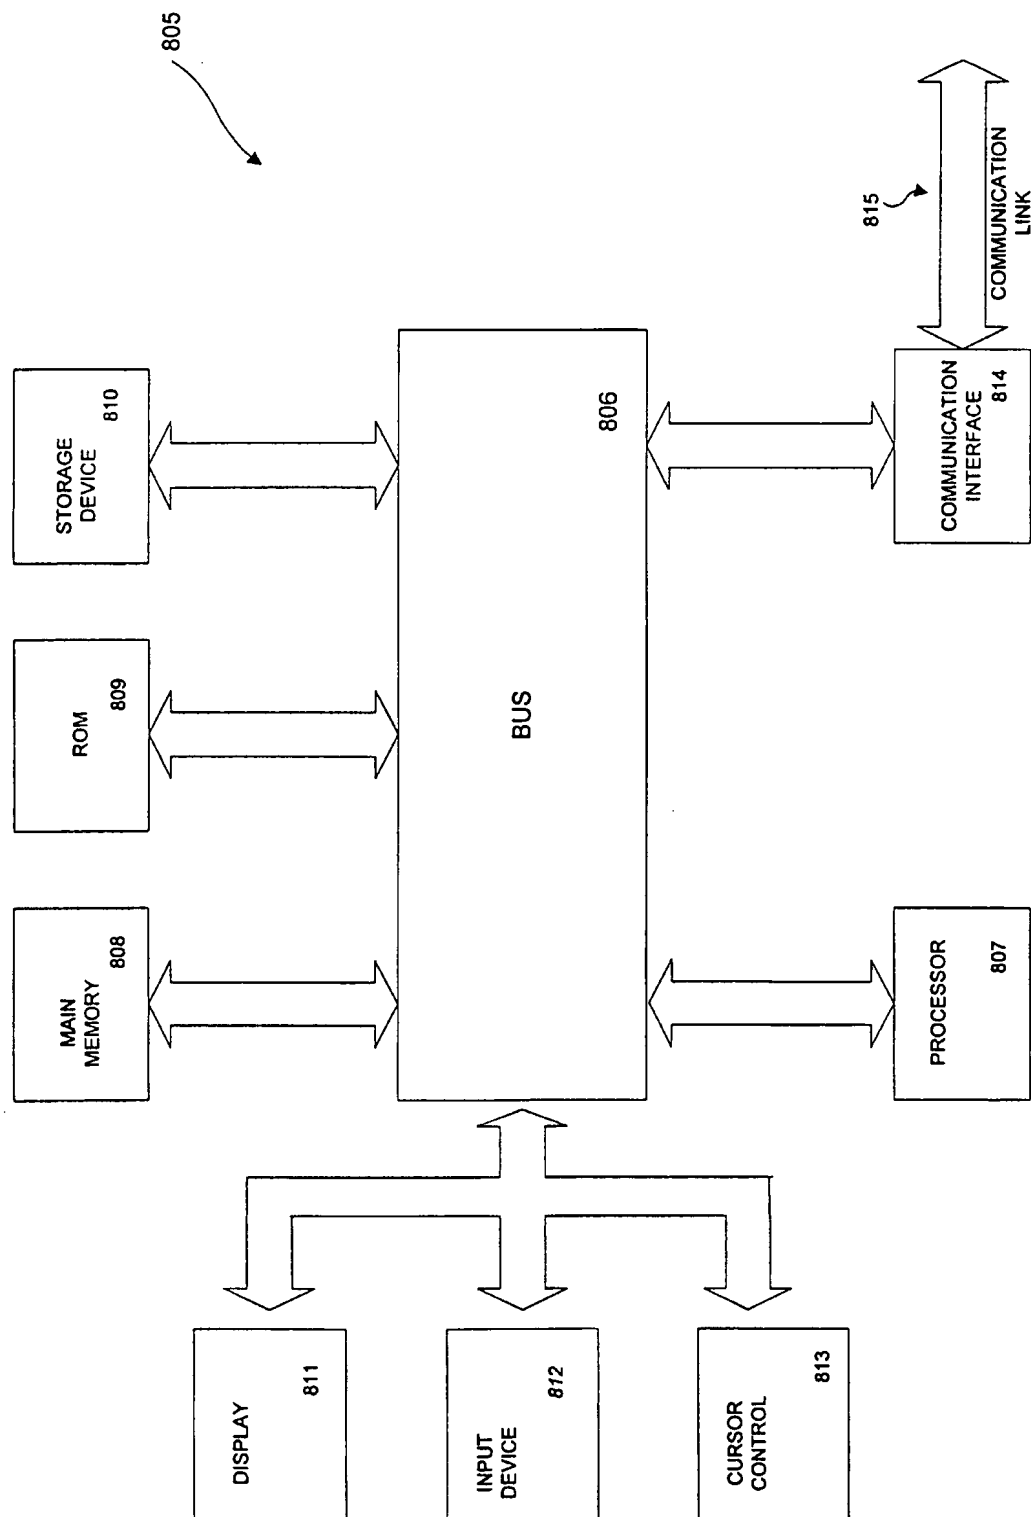 805
STORAGE
DEVICE
810
ROM
809
MAIN
MEMORY
808
BUS
806
DISPLAY
811
INPUT
DEVICE
812
CURSOR
CONTROL
813
PROCESSOR
807
COMMUNICATION
INTERFACE
814
815
COMMUNICATION
LINK